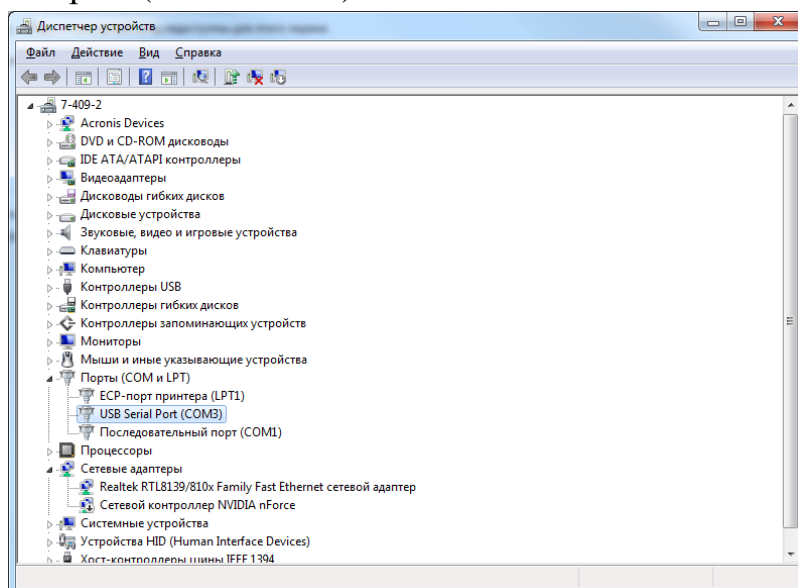 Диспетчер устройств
Файл Действие Вид Справка
7-409-2
Acronis Devices
DVD и CD-ROM дисководы
IDE ATA/ATAPI контроллеры
Видеоадаптеры
Дисководы гибких дисков
Дисковые устройства
Звуковые, видео и игровые устройства
Клавиатуры
Компьютер
Контроллеры USB
Контроллеры гибких дисков
Контроллеры запоминающих устройств
Мониторы
Мыши и иные указывающие устройства
Порты (COM и LPT)
ECP-порт принтера (LPT1)
USB Serial Port (COM3)
Последовательный порт (COM1)
Процессоры
Сетевые адаптеры
Realtek RTL8139/810x Family Fast Ethernet сетевой адаптер
Сетевой контроллер NVIDIA nForce
Системные устройства
Устройства HID (Human Interface Devices)
Хост-контроллеры шины IEEE 1394